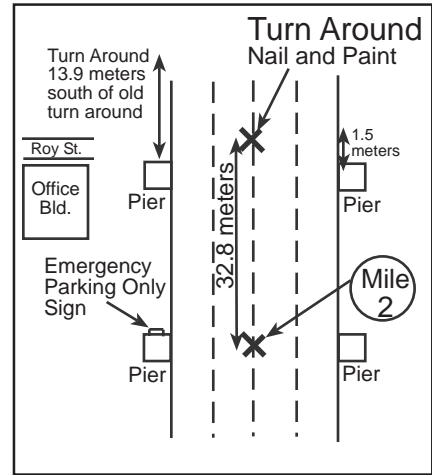 Turn Around
Nail and Paint
Turn Around
13.9 meters
south of old
turn around
1.5
meters
Roy St.
Office
Bld.
Pier
Pier
32.8 meters
Emergency
Parking Only
Sign
Mile
2
Pier
Pier